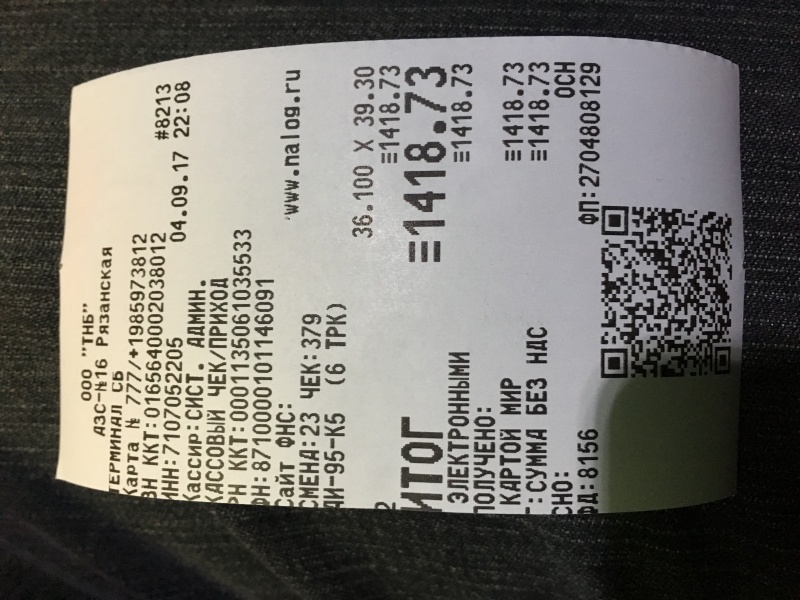 ООО "ТНБ"
АЗС-№16 Рязанская
ТЕРМИНАЛ СБ
Карта № 777/+1985973812
ЗН ККТ:0165640002038012
ИНН:7107052205 04.09.17 22:08
Кассир:СИСТ. АДМИН. #8213
КАССОВЫЙ ЧЕК/ПРИХОД
РН ККТ:0001135061035533
ФН:8710000101146091
Сайт ФНС: www.nalog.ru
СМЕНА:23 ЧЕК:379
АИ-95-К5 (6 ТРК)
36.100 X 39.30
2 ≡1418.73
ИТОГ ≡1418.73
ЭЛЕКТРОННЫМИ ≡1418.73
ПОЛУЧЕНО:
КАРТОЙ МИР ≡1418.73
Г:СУММА БЕЗ НДС ≡1418.73
СНО: ОСН
ФД:8156 ФП:2704808129